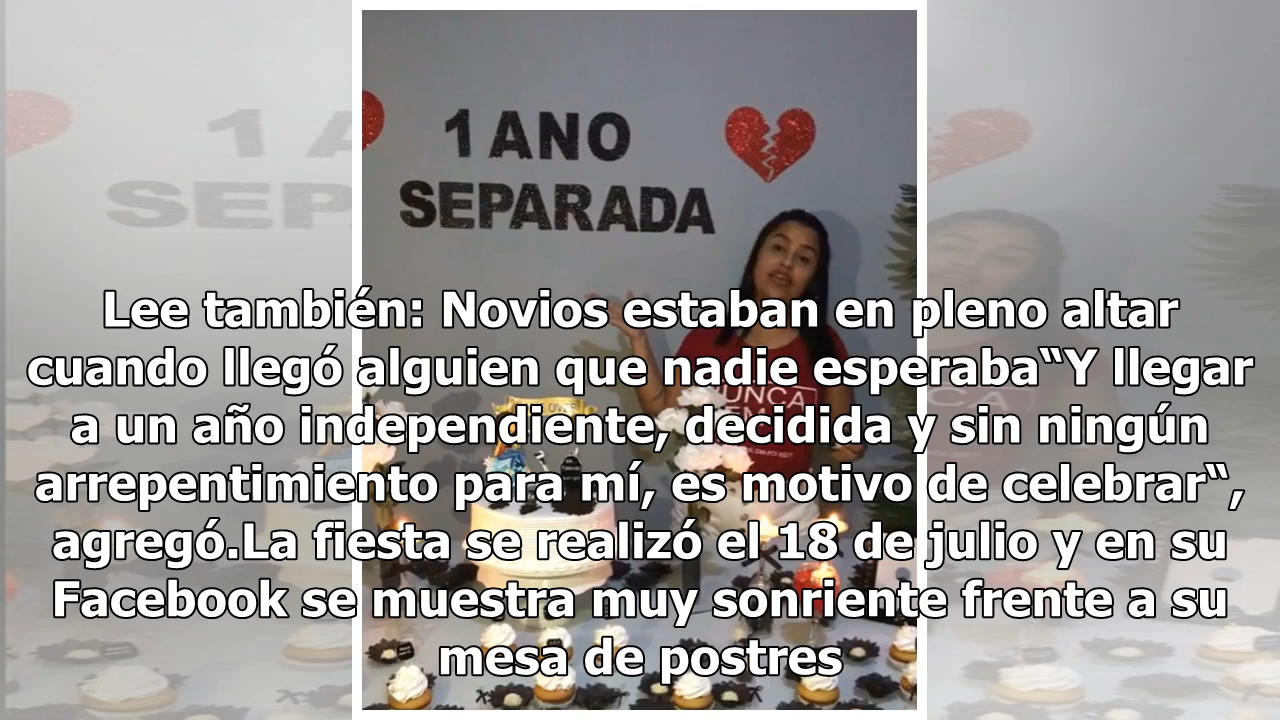 1 ANO
SEPARADA
1 A
SEP
Lee también: Novios estaban en pleno altar
cuando llegó alguien que nadie esperaba“Y llegar
a un año independiente, decidida y sin ningún
arrepentimiento para mí, es motivo de celebrar“,
agregó.La fiesta se realizó el 18 de julio y en su
Facebook se muestra muy sonriente frente a su
mesa de postres